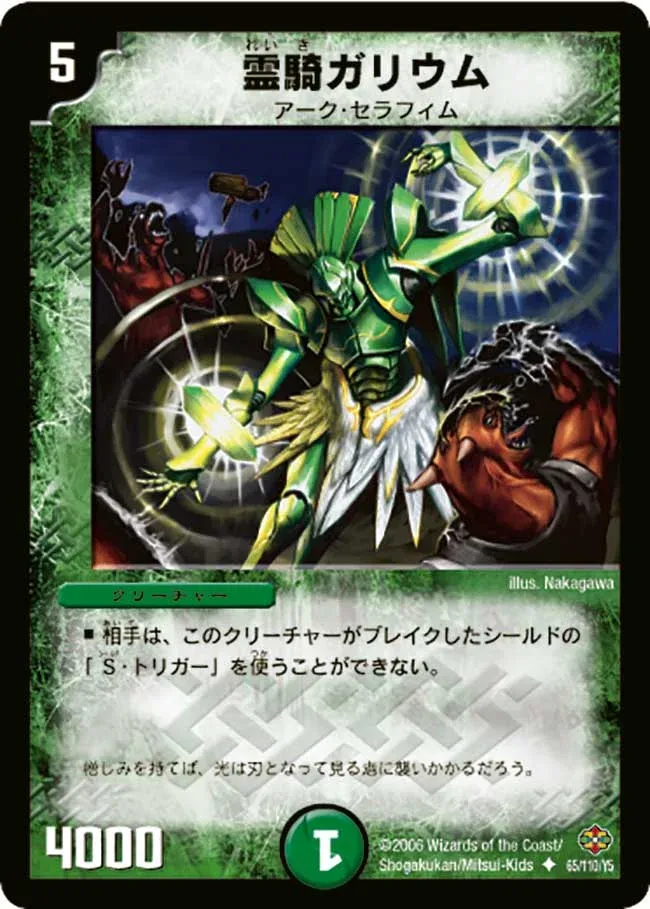 5
れいき
霊騎ガリウム
アーク・セラフィム
illus. Nakagawa
クリーチャー
■ 相手は、このクリーチャーがブレイクしたシールドの
「S・トリガー」を使うことができない。
憎しみを持てば、光は刃となって見る者に襲いかかるだろう。
4000
1
©2006 Wizards of the Coast/
Shogakukan/Mitsui-Kids ◆ 65/110/Y5